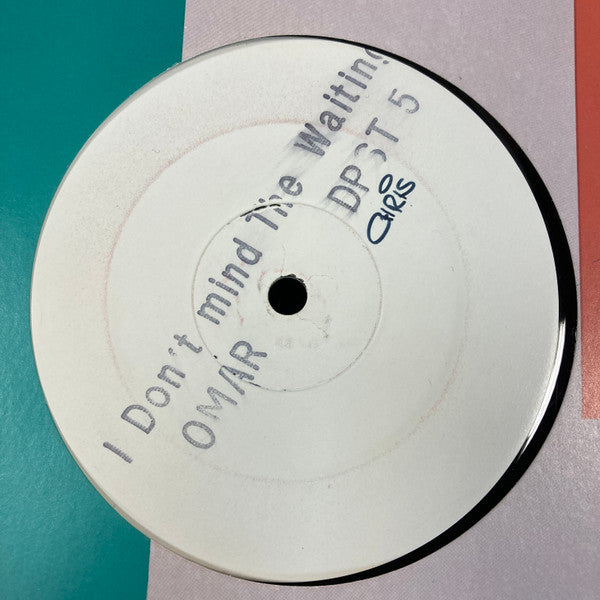 I Don't mind The Waiting
OMAR
DPST 5
CHRIS